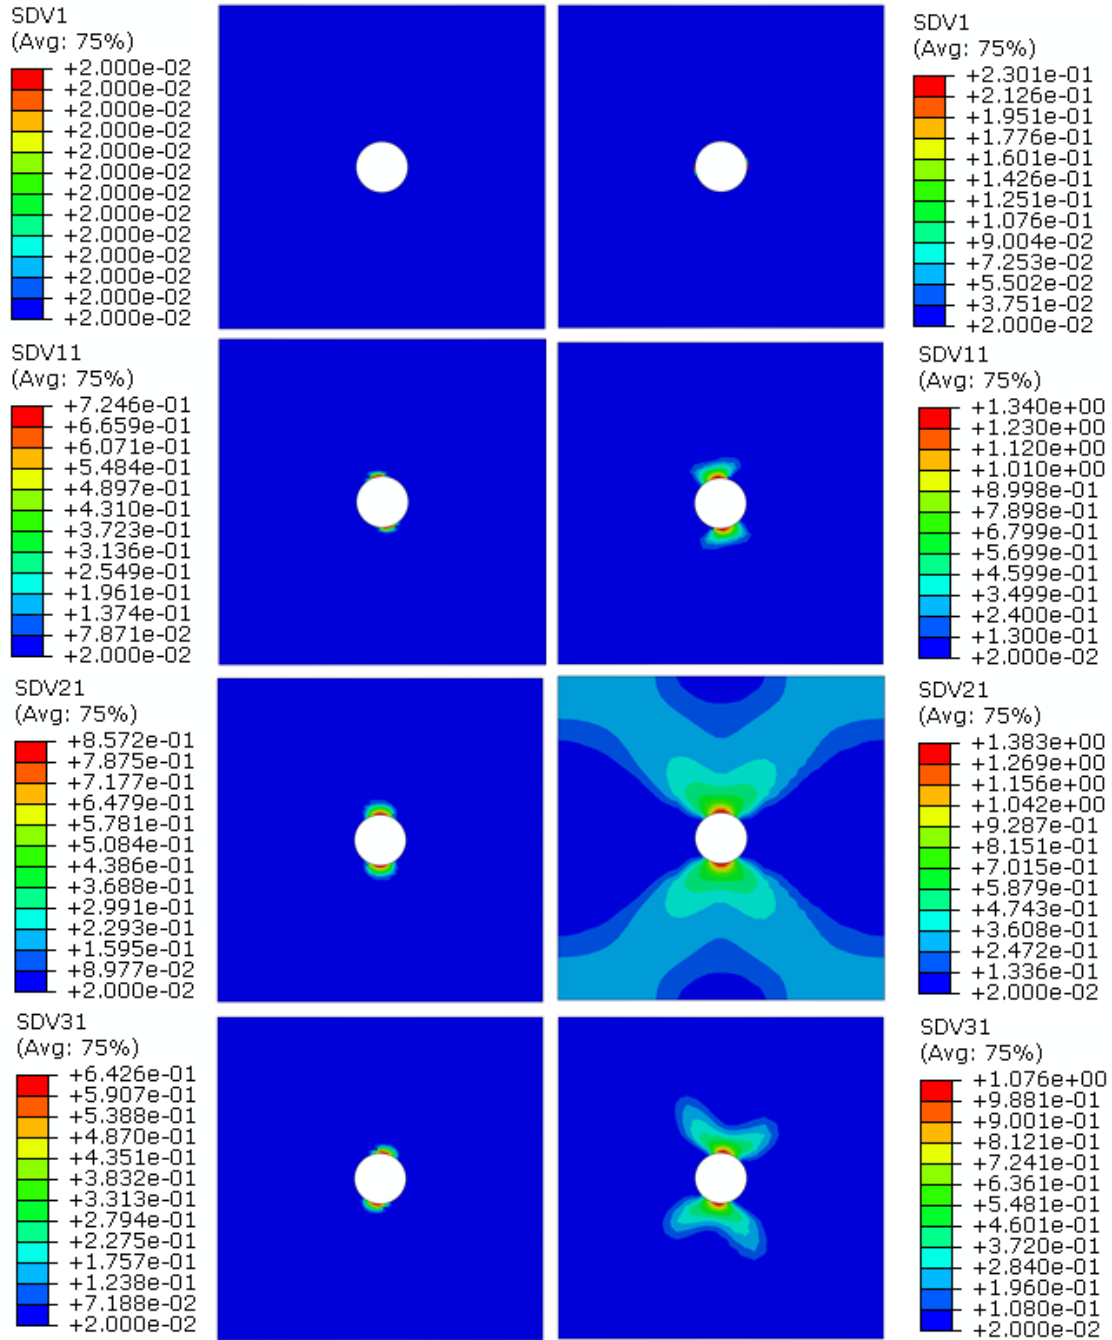 SDV1
(Avg: 75%)
+2.000e-02
+2.000e-02
+2.000e-02
+2.000e-02
+2.000e-02
+2.000e-02
+2.000e-02
+2.000e-02
+2.000e-02
+2.000e-02
+2.000e-02
+2.000e-02
+2.000e-02
SDV1
(Avg: 75%)
+2.301e-01
+2.126e-01
+1.951e-01
+1.776e-01
+1.601e-01
+1.426e-01
+1.251e-01
+1.076e-01
+9.004e-02
+7.253e-02
+5.502e-02
+3.751e-02
+2.000e-02
SDV11
(Avg: 75%)
+7.246e-01
+6.659e-01
+6.071e-01
+5.484e-01
+4.897e-01
+4.310e-01
+3.723e-01
+3.136e-01
+2.549e-01
+1.961e-01
+1.374e-01
+7.871e-02
+2.000e-02
SDV11
(Avg: 75%)
+1.340e+00
+1.230e+00
+1.120e+00
+1.010e+00
+8.998e-01
+7.898e-01
+6.799e-01
+5.699e-01
+4.599e-01
+3.499e-01
+2.400e-01
+1.300e-01
+2.000e-02
SDV21
(Avg: 75%)
+8.572e-01
+7.875e-01
+7.177e-01
+6.479e-01
+5.781e-01
+5.084e-01
+4.386e-01
+3.688e-01
+2.991e-01
+2.293e-01
+1.595e-01
+8.977e-02
+2.000e-02
SDV21
(Avg: 75%)
+1.383e+00
+1.269e+00
+1.156e+00
+1.042e+00
+9.287e-01
+8.151e-01
+7.015e-01
+5.879e-01
+4.743e-01
+3.608e-01
+2.472e-01
+1.336e-01
+2.000e-02
SDV31
(Avg: 75%)
+6.426e-01
+5.907e-01
+5.388e-01
+4.870e-01
+4.351e-01
+3.832e-01
+3.313e-01
+2.794e-01
+2.275e-01
+1.757e-01
+1.238e-01
+7.188e-02
+2.000e-02
SDV31
(Avg: 75%)
+1.076e+00
+9.881e-01
+9.001e-01
+8.121e-01
+7.241e-01
+6.361e-01
+5.481e-01
+4.601e-01
+3.720e-01
+2.840e-01
+1.960e-01
+1.080e-01
+2.000e-02